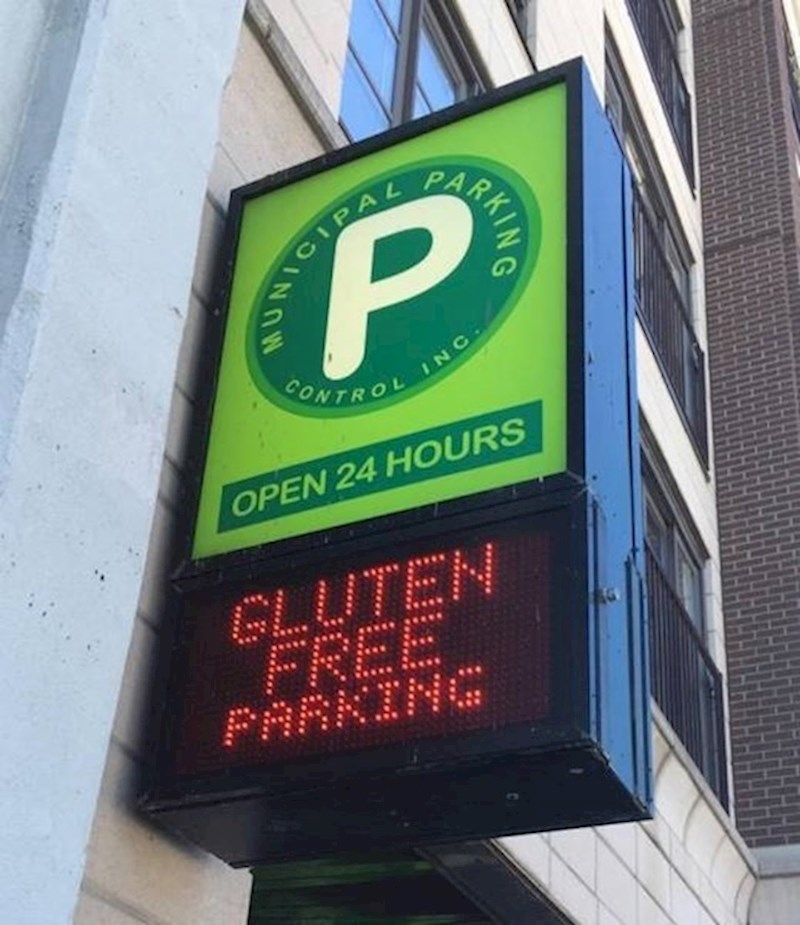 MUNICIPAL PARKING
P
CONTROL INC.
OPEN 24 HOURS
GLUTEN
FREE
PARKING